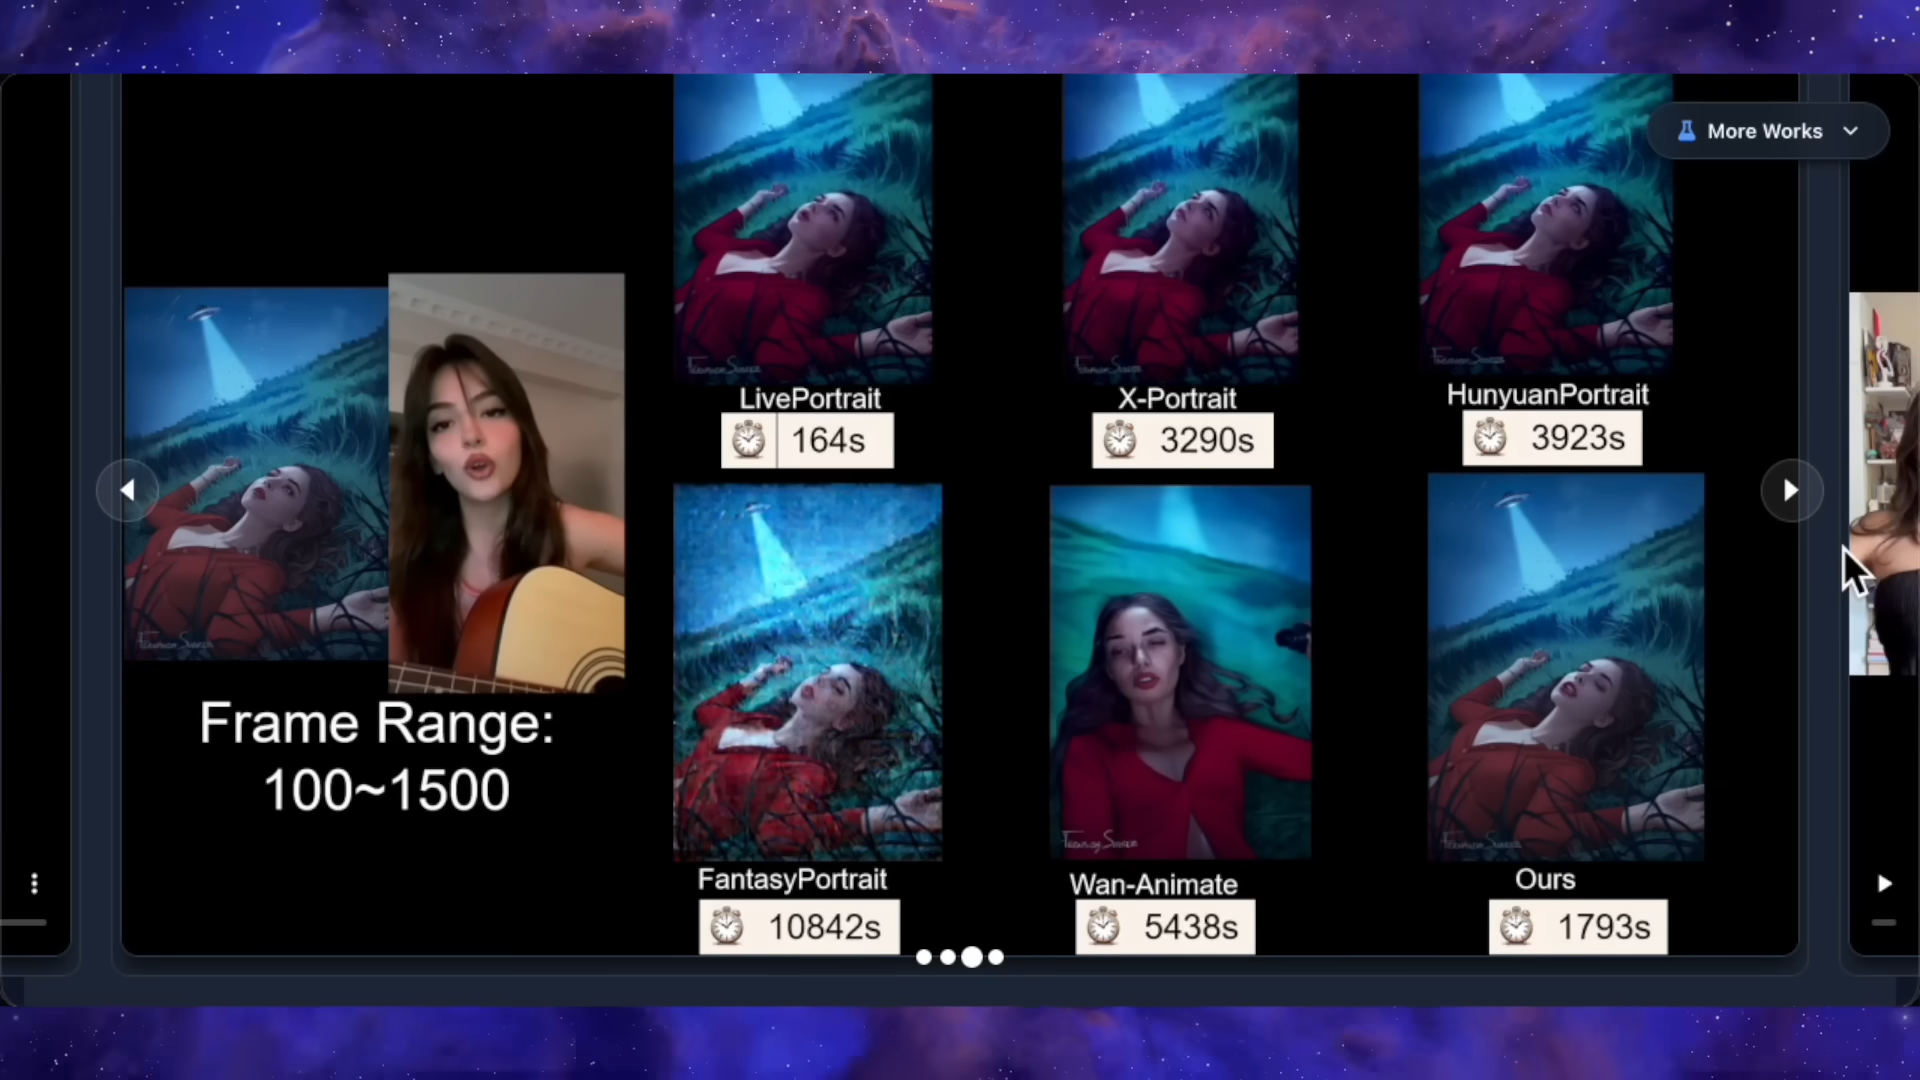 More Works
LivePortrait
164s
X-Portrait
3290s
HunyuanPortrait
3923s
Frame Range:
100~1500
FantasyPortrait
10842s
Wan-Animate
5438s
Ours
1793s